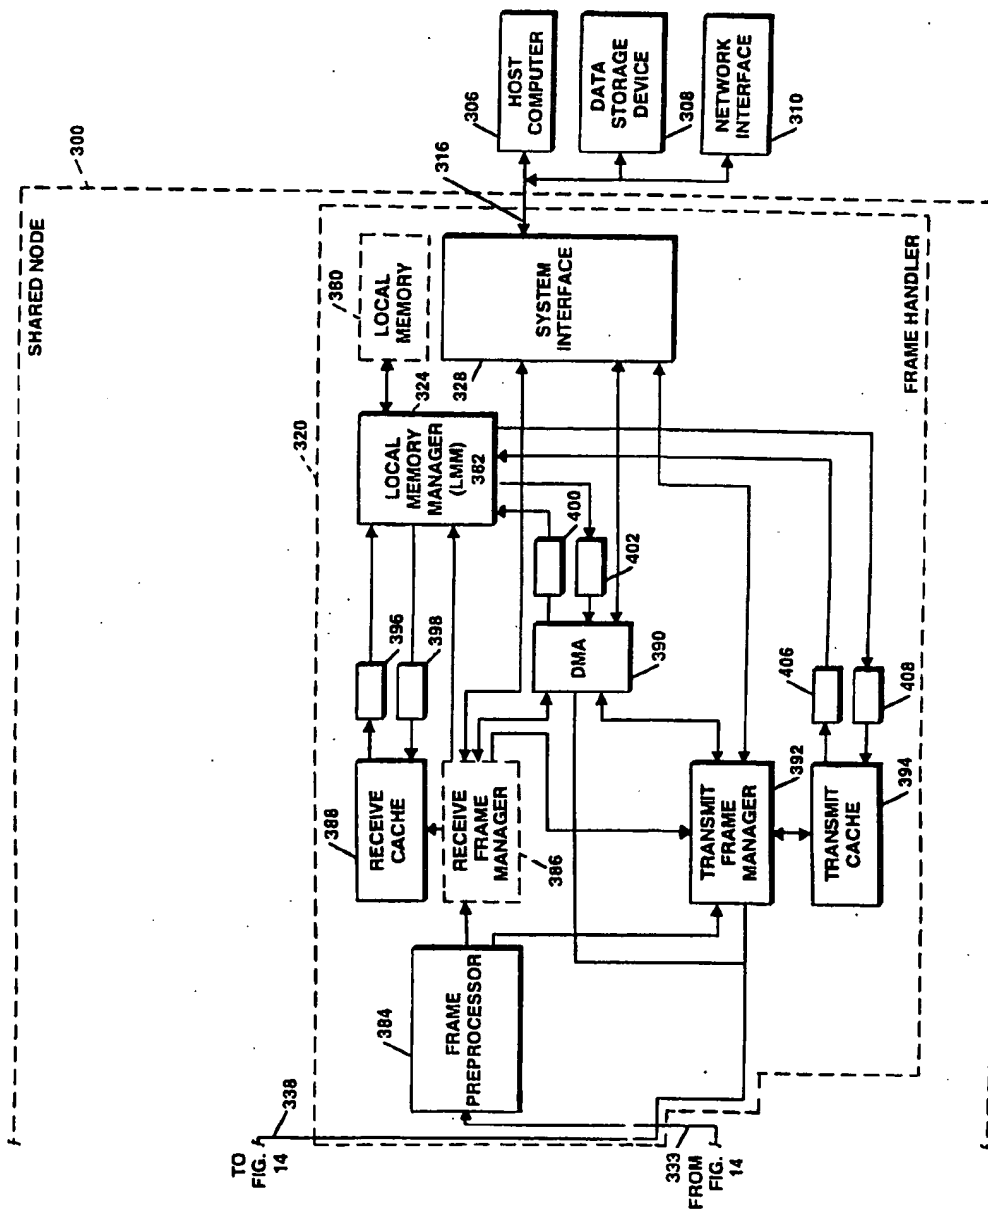 300
SHARED NODE
320
FRAME HANDLER
TO
FIG.
14
338
333
FROM
FIG.
14
384
FRAME
PREPROCESSOR
388
RECEIVE
CACHE
396
398
RECEIVE
FRAME
MANAGER
386
DMA
390
400
402
TRANSMIT
FRAME
MANAGER
392
TRANSMIT
CACHE
394
406
408
LOCAL
MEMORY
MANAGER
(LMM)
382
324
380
LOCAL
MEMORY
SYSTEM
INTERFACE
328
316
306
HOST
COMPUTER
DATA
STORAGE
DEVICE
308
NETWORK
INTERFACE
310